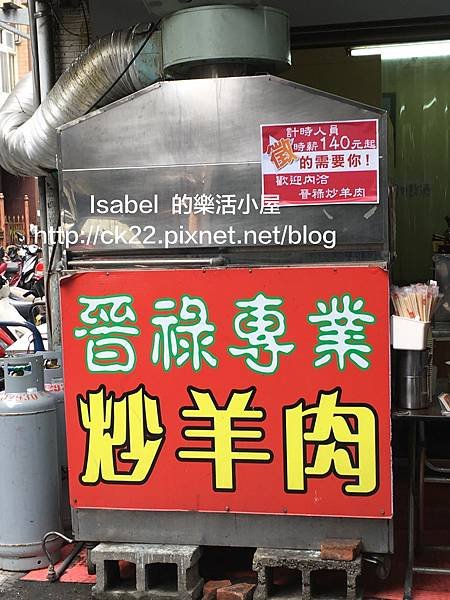 計時人員
時薪140元起
徵的需要你！
歡迎內洽
晉祿炒羊肉
Isabel 的樂活小屋
http://ck22.pixnet.net/blog
晉祿專業
炒羊肉